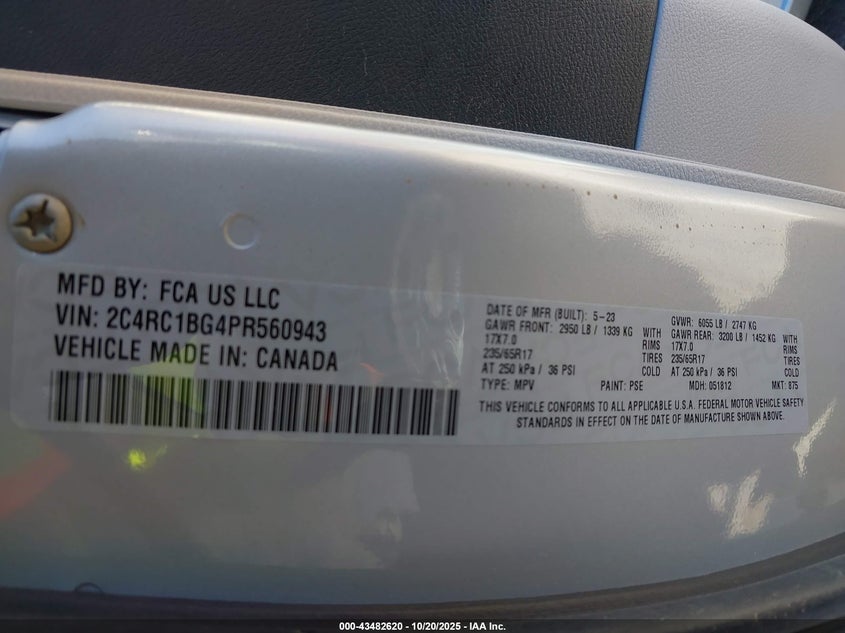 MFD BY: FCA US LLC
VIN: 2C4RC1BG4PR560943
VEHICLE MADE IN: CANADA
DATE OF MFR (BUILT): 5-23 GVWR: 6055 LB / 2747 KG
GAWR FRONT: 2950 LB / 1339 KG WITH GAWR REAR: 3200 LB / 1452 KG WITH
17X7.0 RIMS 17X7.0 RIMS
235/65R17 TIRES 235/65R17 TIRES
AT 250 kPa / 36 PSI COLD AT 250 kPa / 36 PSI COLD
TYPE: MPV PAINT: PSE MDH: 051812 MKT: 875
THIS VEHICLE CONFORMS TO ALL APPLICABLE U.S.A. FEDERAL MOTOR VEHICLE SAFETY
STANDARDS IN EFFECT ON THE DATE OF MANUFACTURE SHOWN ABOVE.
000-43482620 - 10/20/2025 - IAA Inc.